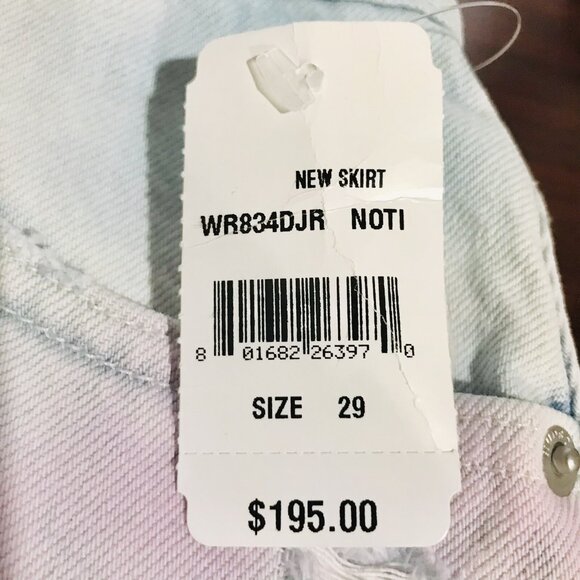 NEW SKIRT
WR834DJR NOTI
8 01682 26397 0
SIZE 29
$195.00